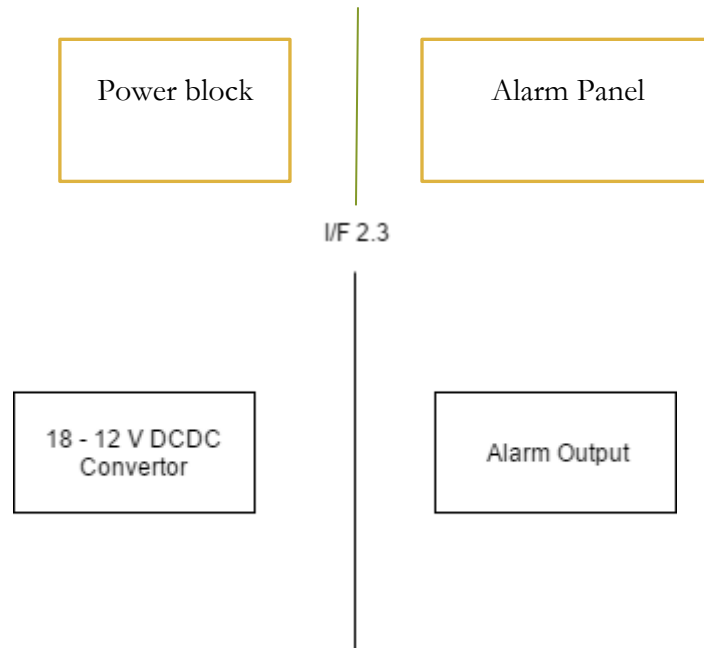 Power block
Alarm Panel
I/F 2.3
18 - 12 V DCDC
Convertor
Alarm Output